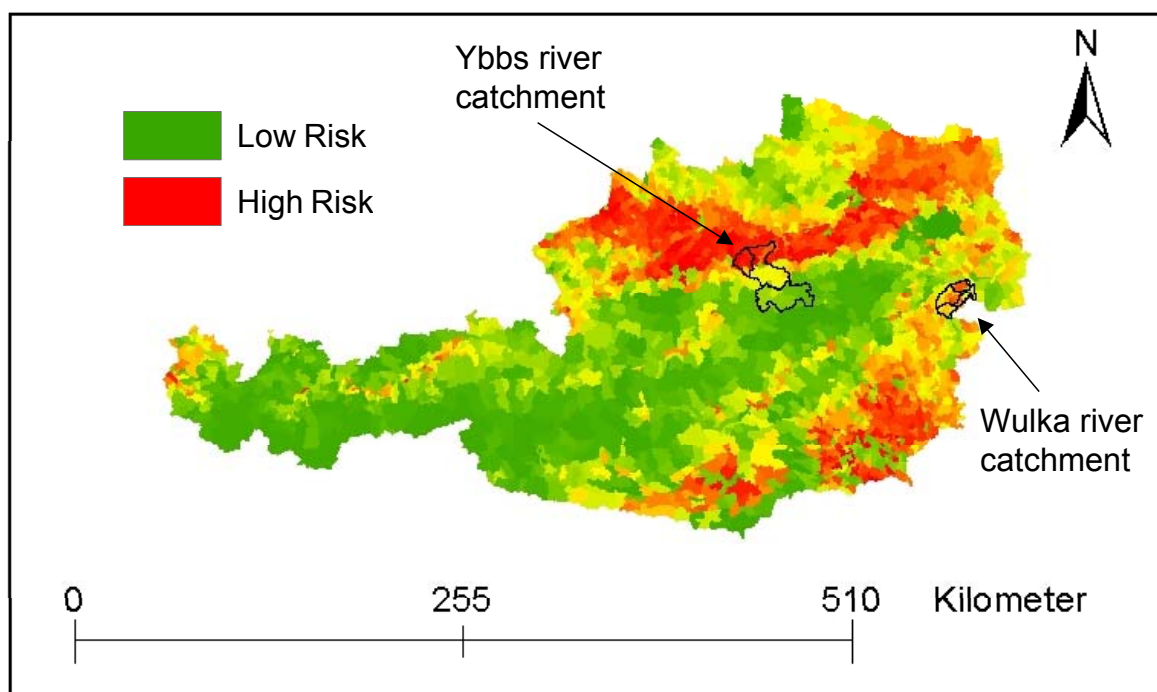 Ybbs river
catchment
N
Low Risk
High Risk
Wulka river
catchment
0 255 510 Kilometer